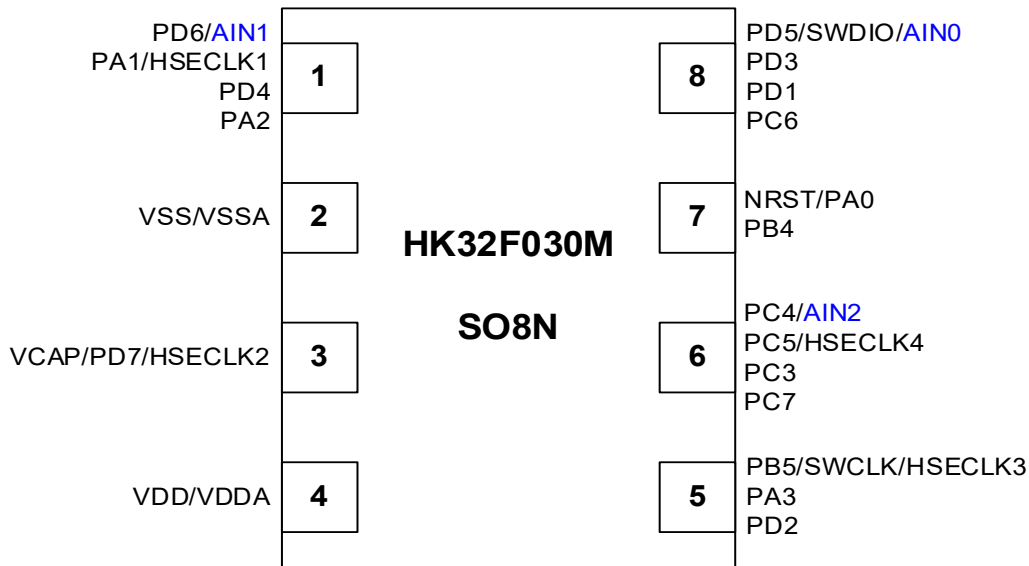 PD6/AIN1
PA1/HSECLK1
PD4
PA2
1
VSS/VSSA
2
VCAP/PD7/HSECLK2
3
VDD/VDDA
4
HK32F030M
SO8N
8
PD5/SWDIO/AIN0
PD3
PD1
PC6
7
NRST/PA0
PB4
6
PC4/AIN2
PC5/HSECLK4
PC3
PC7
5
PB5/SWCLK/HSECLK3
PA3
PD2